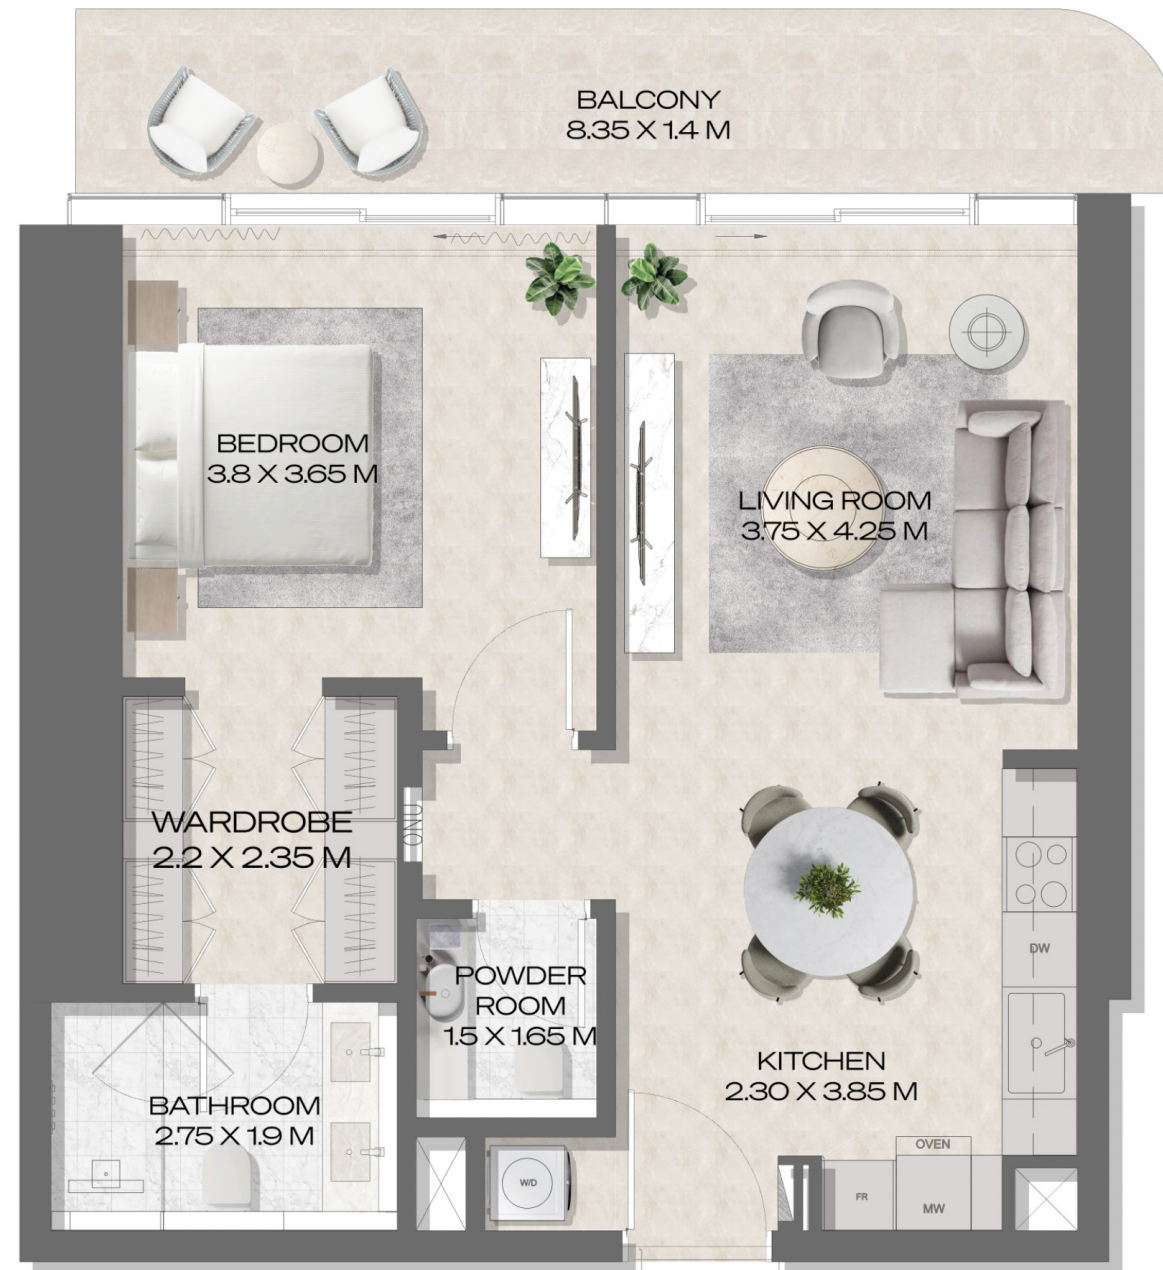 BALCONY
8.35 X 1.4 M
BEDROOM
3.8 X 3.65 M
LIVING ROOM
3.75 X 4.25 M
WARDROBE
2.2 X 2.35 M
ONU
DW
POWDER
ROOM
1.5 X 1.65 M
KITCHEN
2.30 X 3.85 M
BATHROOM
2.75 X 1.9 M
OVEN
W/D
FR
MW